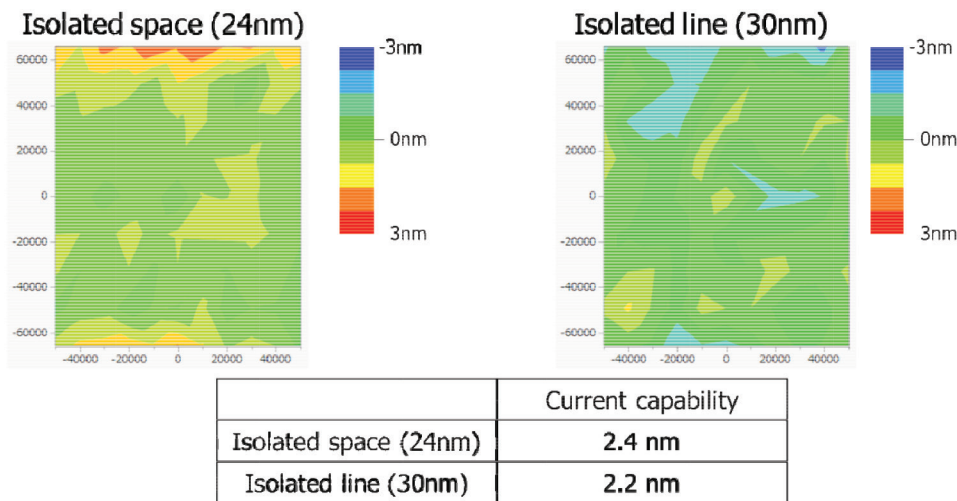 Isolated space (24nm)
Isolated line (30nm)
60000
40000
20000
0
-20000
-40000
-60000
-40000 -20000 0 20000 40000
-3nm
0nm
3nm
60000
40000
20000
0
-20000
-40000
-60000
-40000 -20000 0 20000 40000
-3nm
0nm
3nm
Current capability
Isolated space (24nm) 2.4 nm
Isolated line (30nm) 2.2 nm